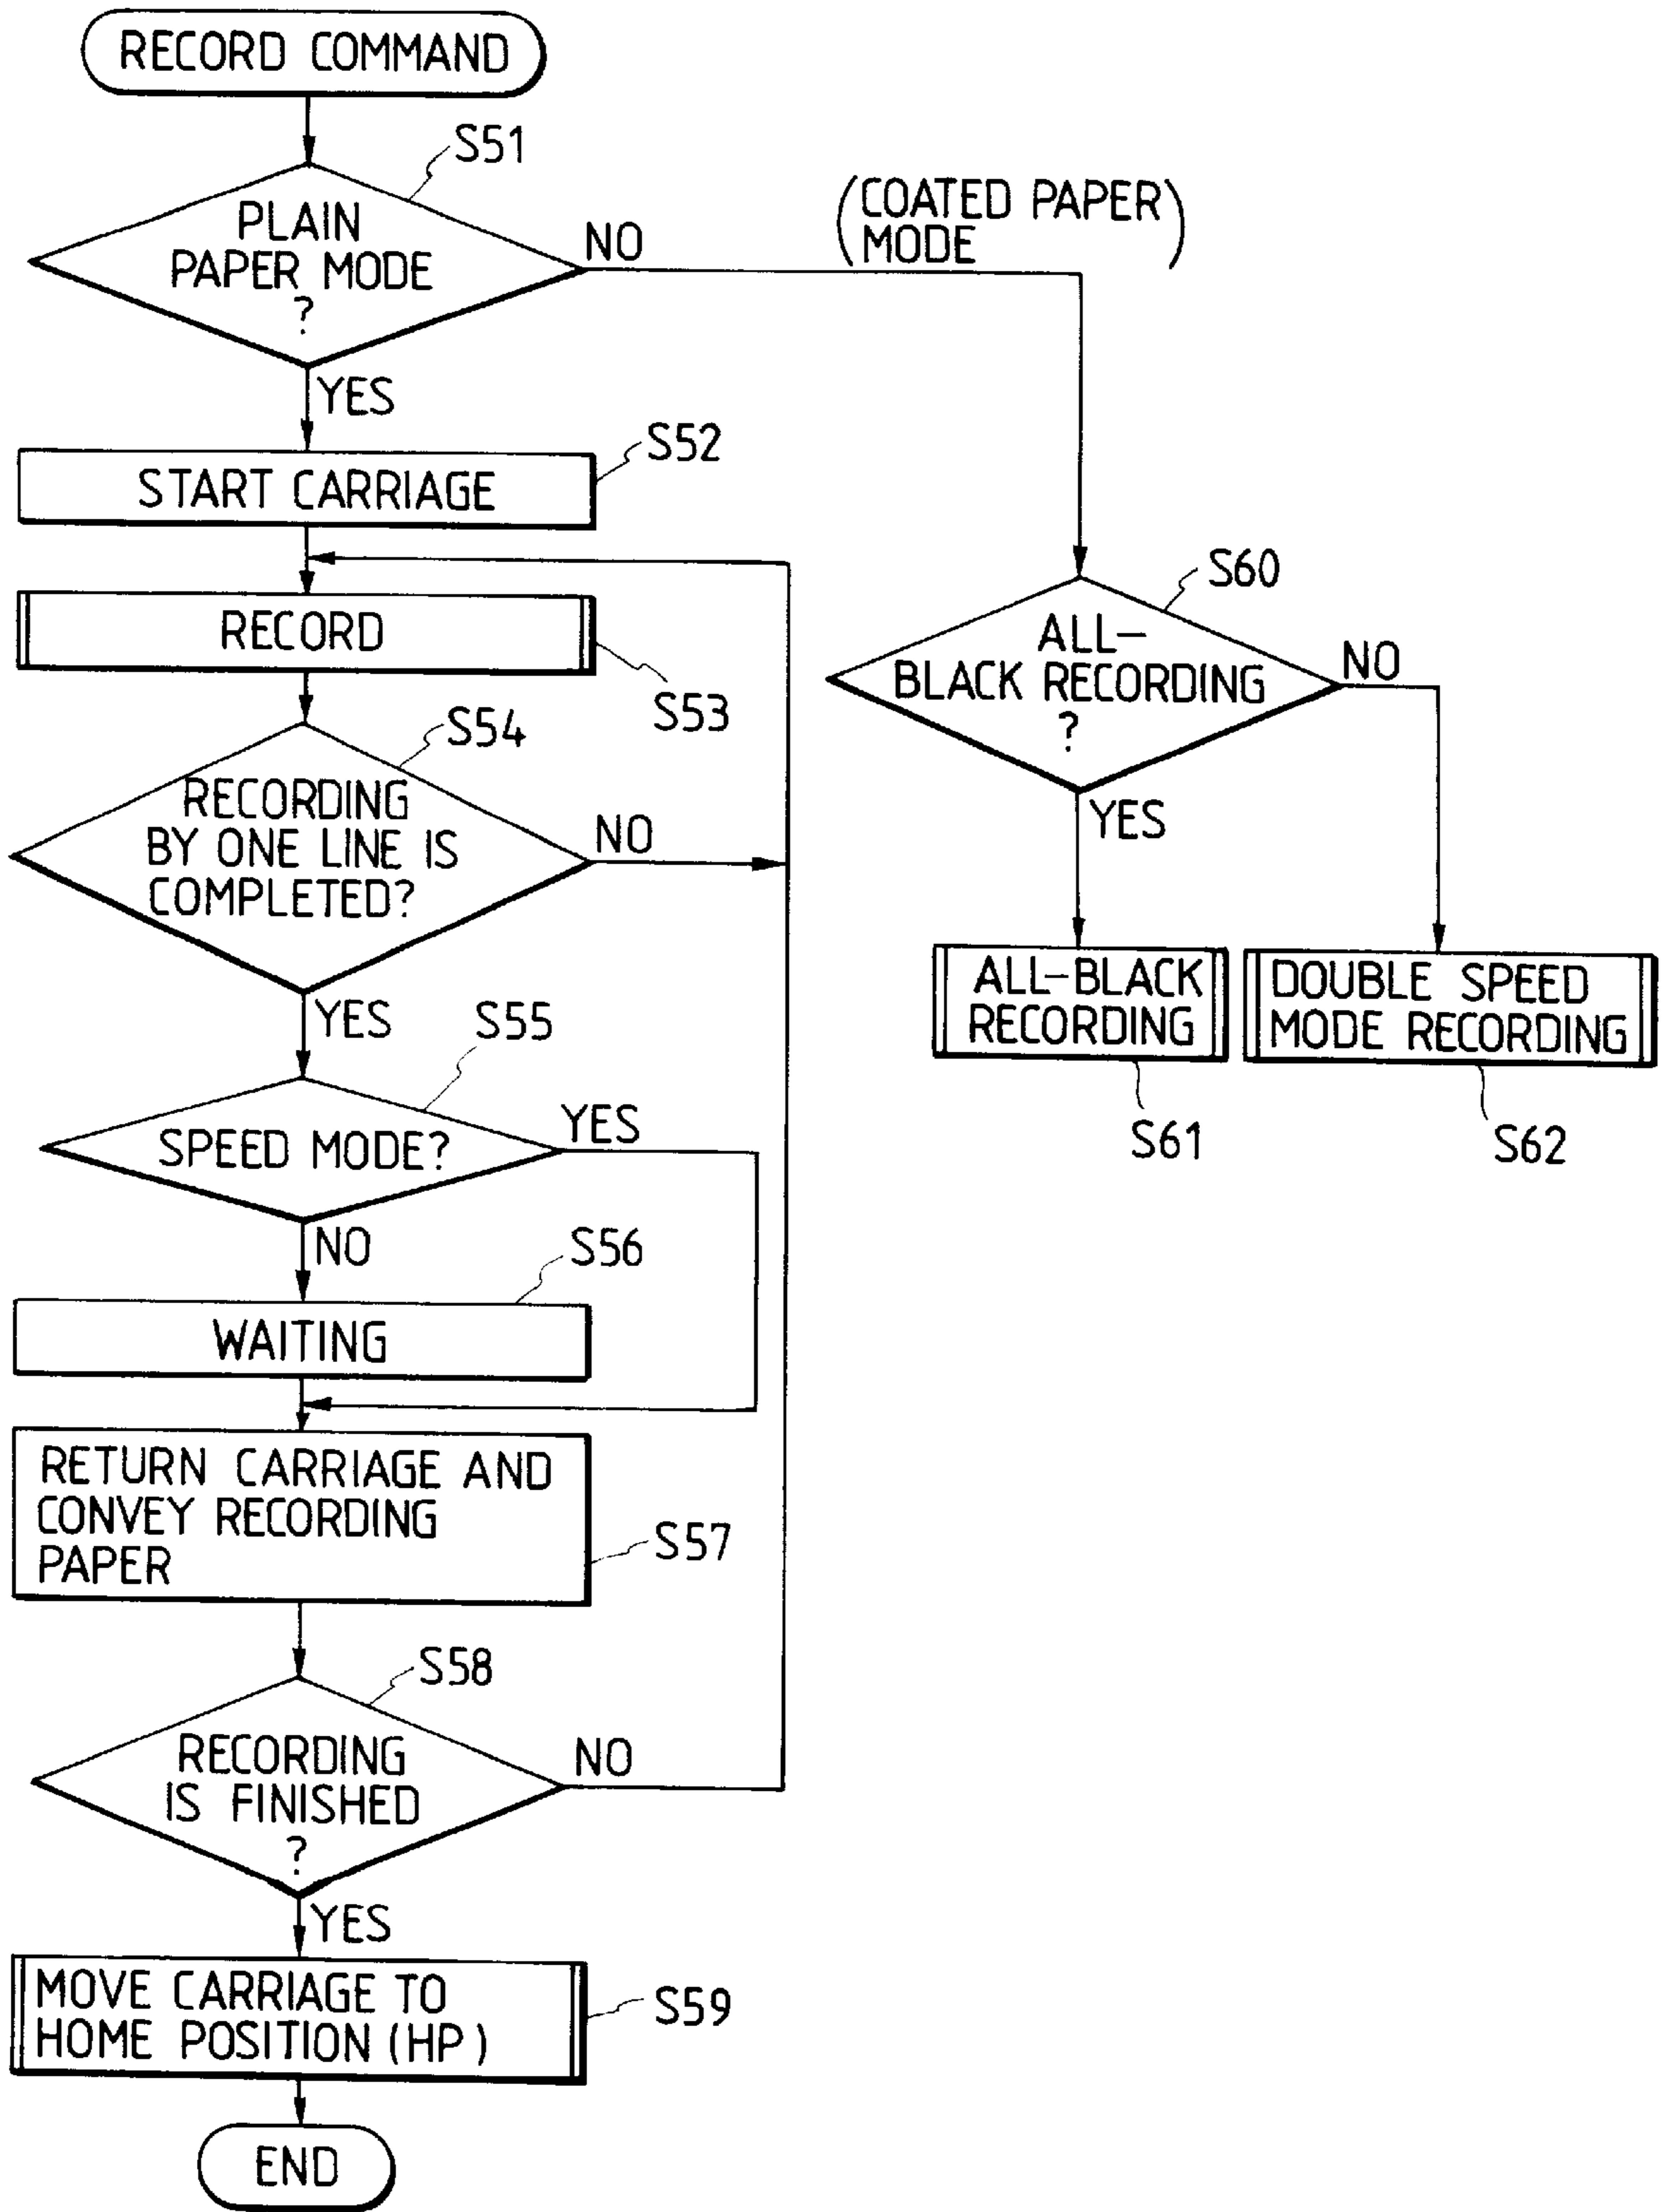 RECORD COMMAND
S51
PLAIN
PAPER MODE
?
NO
(COATED PAPER
MODE)
YES
S52
START CARRIAGE
RECORD
S53
S54
RECORDING
BY ONE LINE IS
COMPLETED?
NO
YES
S55
SPEED MODE?
YES
NO
S56
WAITING
RETURN CARRIAGE AND
CONVEY RECORDING
PAPER
S57
S58
RECORDING
IS FINISHED
?
NO
YES
MOVE CARRIAGE TO
HOME POSITION (HP)
S59
END
S60
ALL-
BLACK RECORDING
?
NO
YES
ALL-BLACK
RECORDING
S61
DOUBLE SPEED
MODE RECORDING
S62